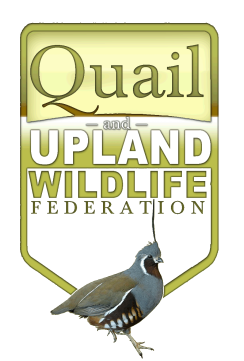 Quail
– and –
UPLAND
WILDLIFE
FEDERATION